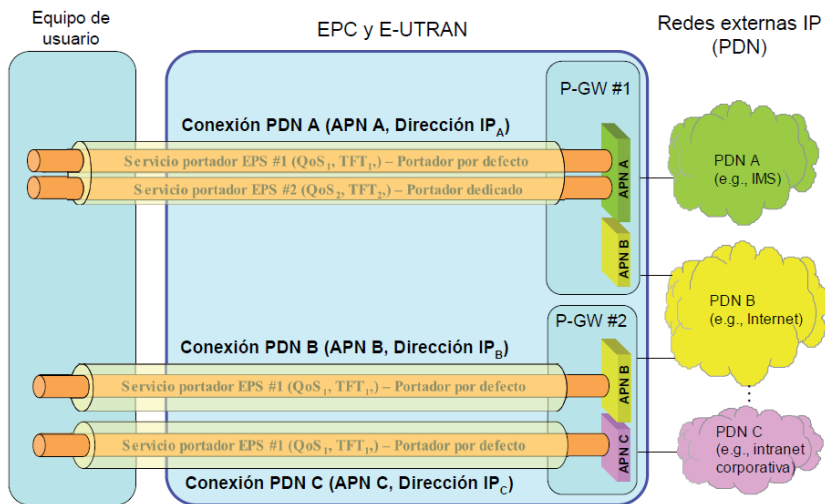 Equipo de
usuario
EPC y E-UTRAN
Redes externas IP
(PDN)
P-GW #1
Conexión PDN A (APN A, Dirección IPA)
Servicio portador EPS #1 (QoS1, TFT1,) – Portador por defecto
Servicio portador EPS #2 (QoS2, TFT2,) – Portador dedicado
APN A
PDN A
(e.g., IMS)
APN B
PDN B
(e.g., Internet)
P-GW #2
Conexión PDN B (APN B, Dirección IPB)
Servicio portador EPS #1 (QoS1, TFT1,) – Portador por defecto
APN B
Servicio portador EPS #1 (QoS1, TFT1,) – Portador por defecto
APN C
PDN C
(e.g., intranet
corporativa)
Conexión PDN C (APN C, Dirección IPC)